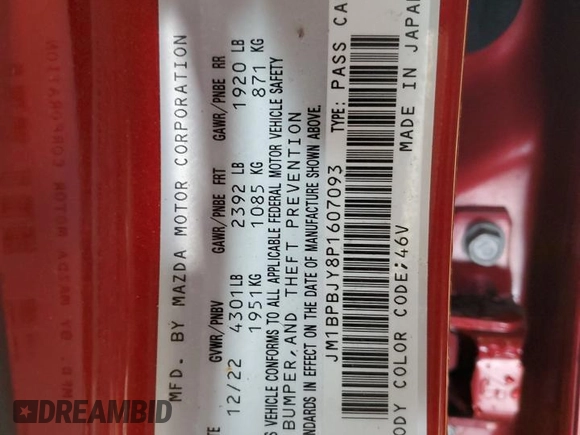 MFD. BY MAZDA MOTOR CORPORATION
GVWR/PNBV GAWR/PNBE FRT GAWR/PNBE RR
12/22 4301LB 2392 LB 1920 LB
1951KG 1085 KG 871 KG
VEHICLE CONFORMS TO ALL APPLICABLE FEDERAL MOTOR VEHICLE SAFETY
BUMPER, AND THEFT PREVENTION
IN EFFECT ON THE DATE OF MANUFACTURE SHOWN ABOVE.
JM1BPBJY8P1607093 TYPE: PASS CA
COLOR CODE: 46V MADE IN JAPAN
DREAMBID